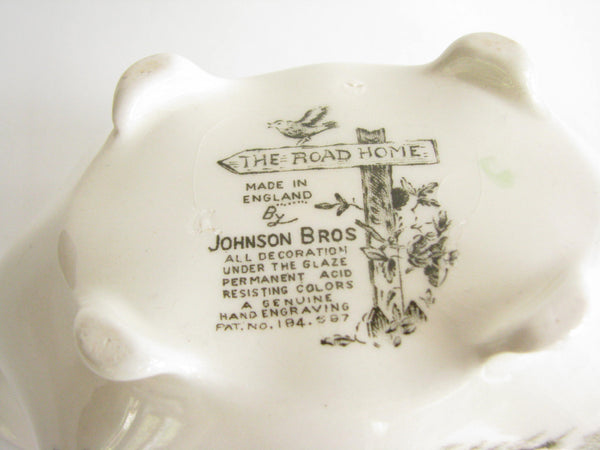 THE ROAD HOME
MADE IN
ENGLAND
By
JOHNSON BROS
ALL DECORATION
UNDER THE GLAZE
PERMANENT ACID
RESISTING COLORS
A GENUINE
HAND ENGRAVING
PAT. NO. 184.597